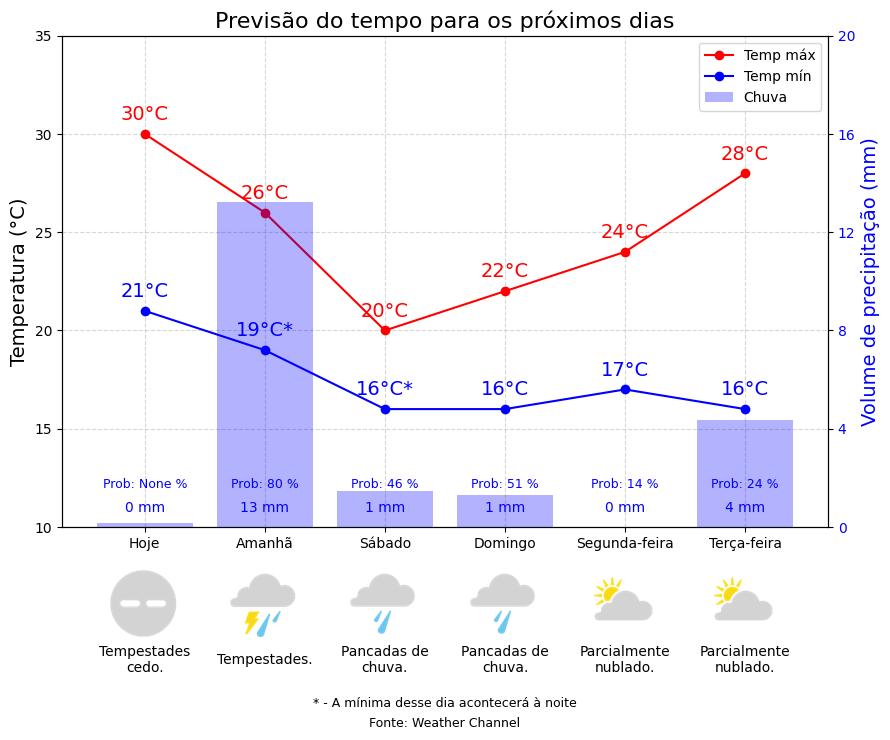 Previsão do tempo para os próximos dias
35
30
25
20
15
10
Temperatura (°C)
20
16
12
8
4
0
Volume de precipitação (mm)
Temp máx
Temp mín
Chuva
30°C
26°C
20°C
22°C
24°C
28°C
21°C
19°C*
16°C*
16°C
17°C
16°C
Prob: None %
Prob: 80 %
Prob: 46 %
Prob: 51 %
Prob: 14 %
Prob: 24 %
0 mm
13 mm
1 mm
1 mm
0 mm
4 mm
Hoje
Amanhã
Sábado
Domingo
Segunda-feira
Terça-feira
Tempestades
cedo.
Tempestades.
Pancadas de
chuva.
Pancadas de
chuva.
Parcialmente
nublado.
Parcialmente
nublado.
* - A mínima desse dia acontecerá à noite
Fonte: Weather Channel